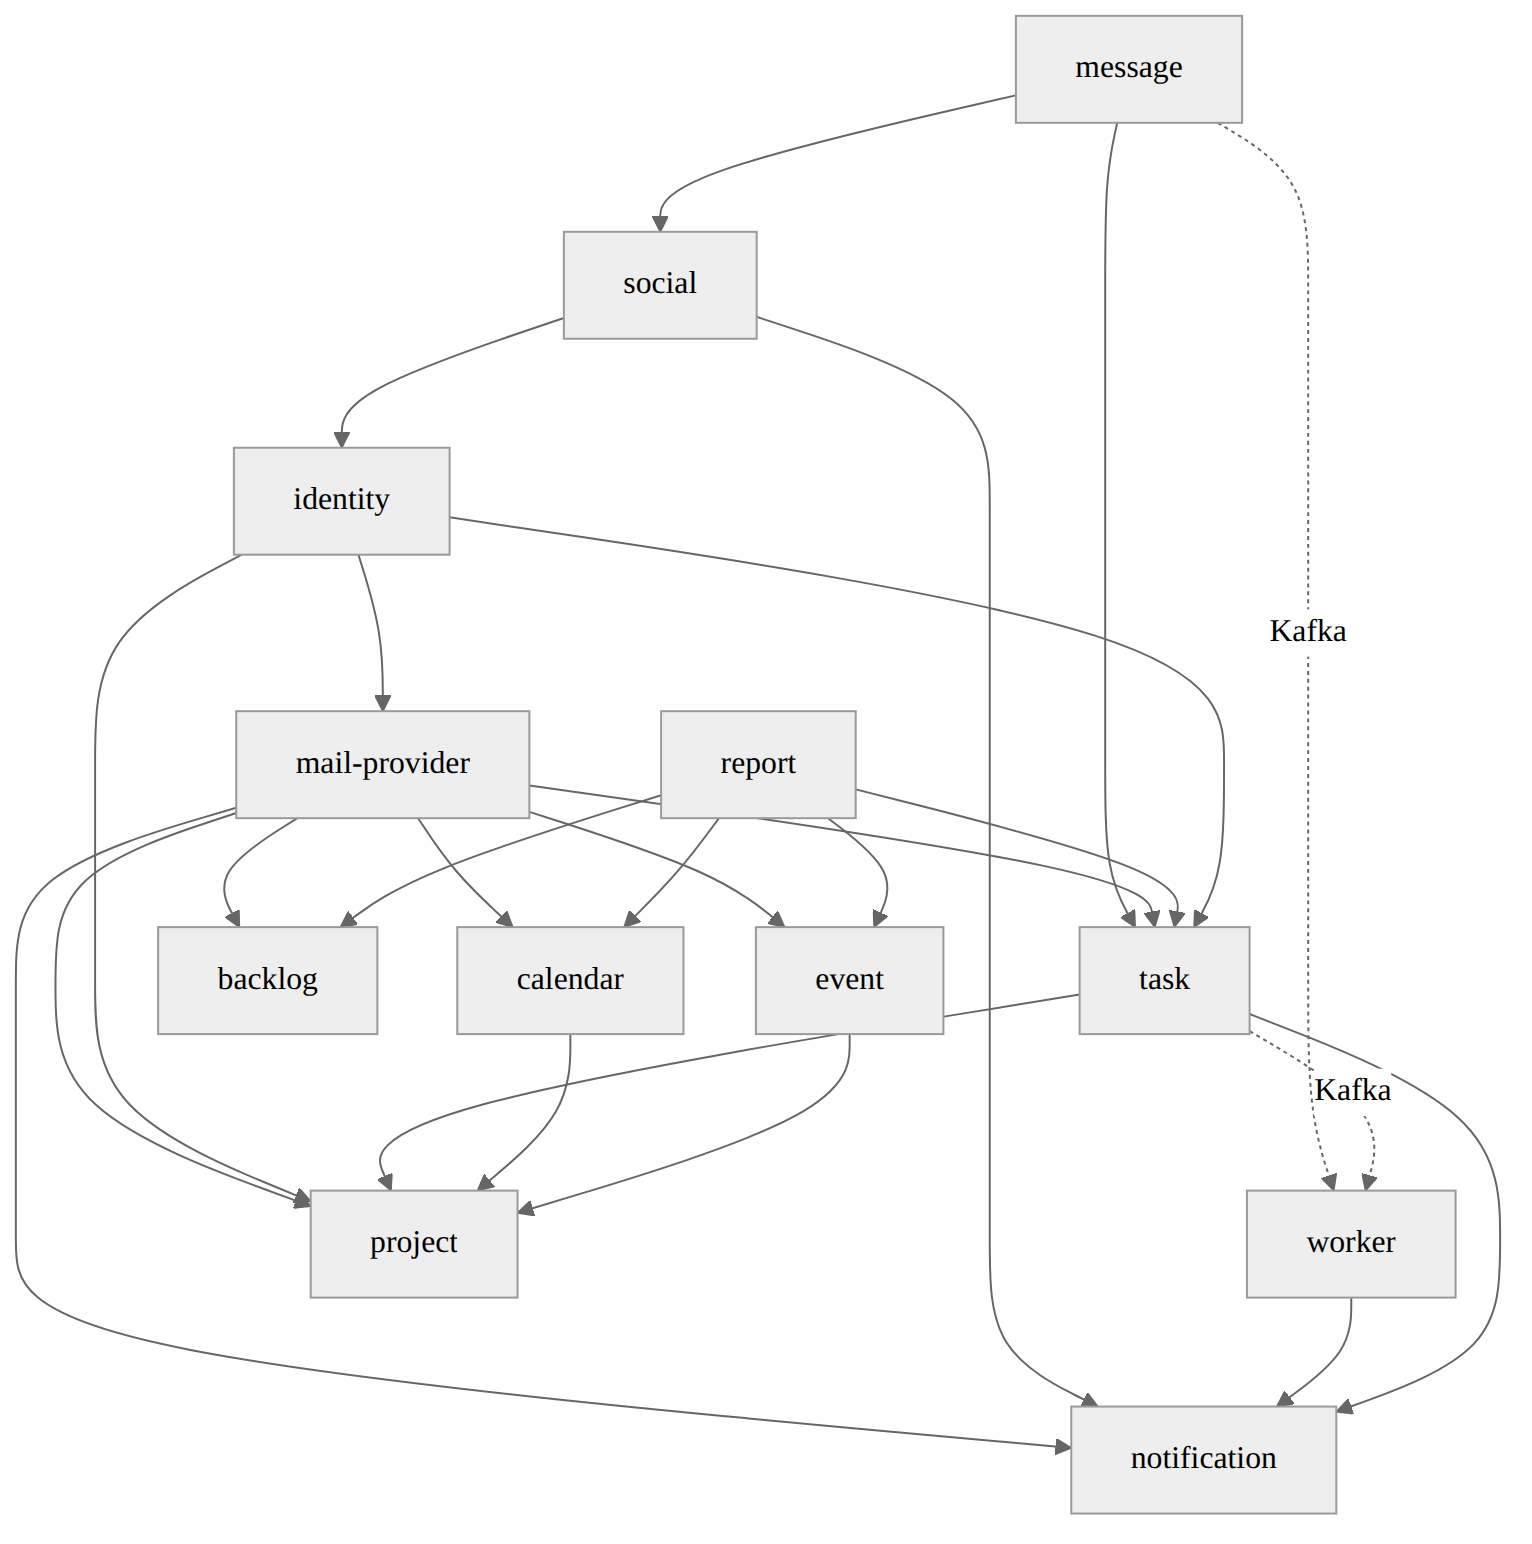 message
social
identity
Kafka
mail-provider
report
backlog
calendar
event
task
Kafka
project
worker
notification